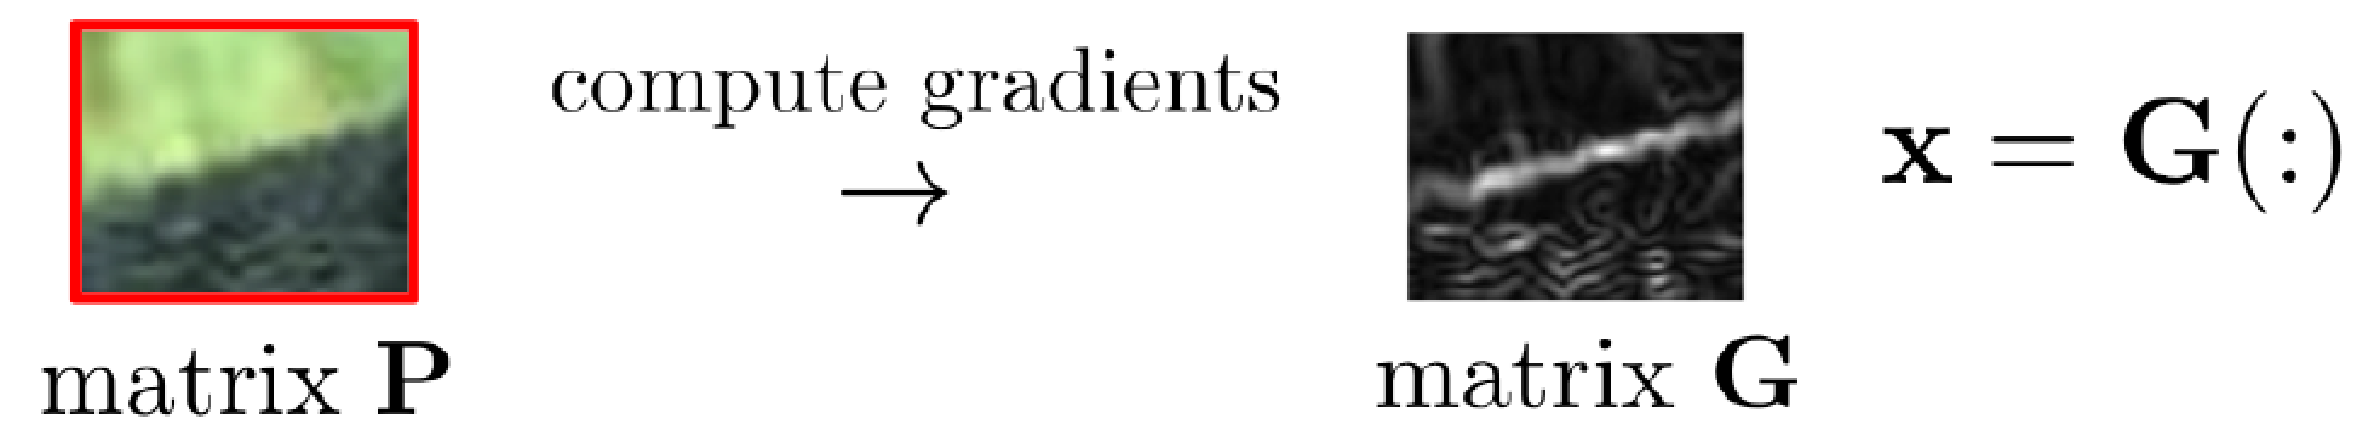 compute gradients
→
x = G(:)
matrix P
matrix G